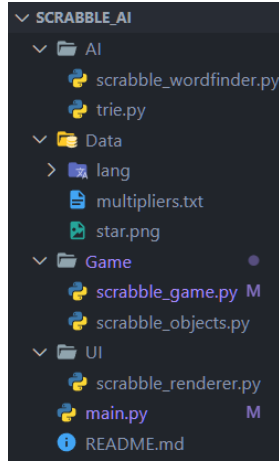 SCRABBLE_AI
AI
scrabble_wordfinder.py
trie.py
Data
lang
multipliers.txt
star.png
Game
scrabble_game.py M
scrabble_objects.py
UI
scrabble_renderer.py
main.py M
README.md